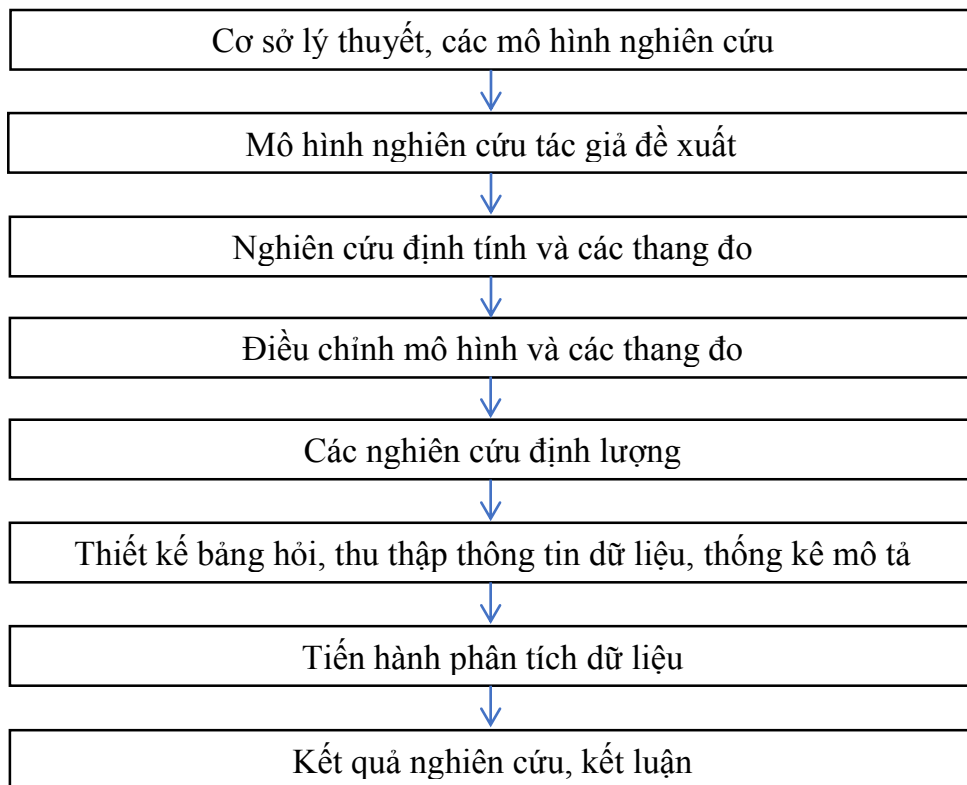 Cơ sở lý thuyết, các mô hình nghiên cứu
Mô hình nghiên cứu tác giả đề xuất
Nghiên cứu định tính và các thang đo
Điều chỉnh mô hình và các thang đo
Các nghiên cứu định lượng
Thiết kế bảng hỏi, thu thập thông tin dữ liệu, thống kê mô tả
Tiến hành phân tích dữ liệu
Kết quả nghiên cứu, kết luận